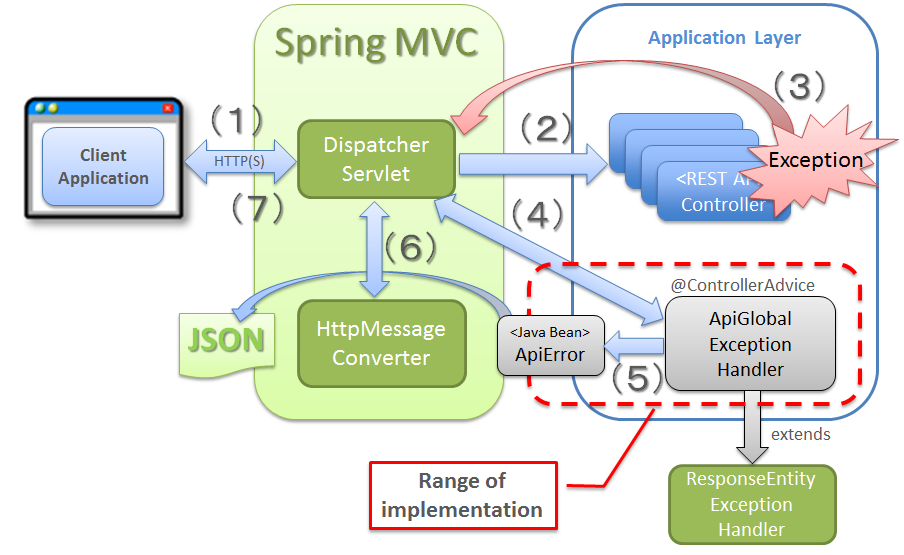 Spring MVC
Application Layer
(1)
(2)
(3)
Client
Application
HTTP(S)
Dispatcher
Servlet
Exception
<REST AP
Controller
(7)
(4)
(6)
@ControllerAdvice
JSON
HttpMessage
Converter
<Java Bean>
ApiError
(5)
ApiGlobal
Exception
Handler
extends
Range of
implementation
ResponseEntity
Exception
Handler